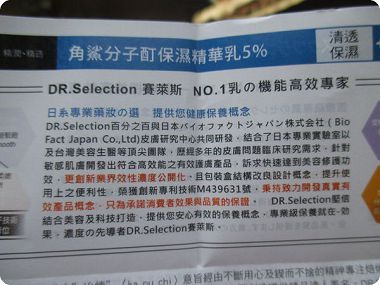 角鯊分子酊保濕精華乳5%
清透
保濕
DR.Selection 賽萊斯 NO.1乳の機能高效專家
日系專業藥妝の選 提供您健康保養概念
DR.Selection百分之百與日本バイオファクトジャパン株式会社 ( Bio
Fact Japan Co.,Ltd)皮膚研究中心共同研發,結合了日本專業實驗室以
及台灣美容生醫等頂尖團隊,歷經多年的皮膚問題臨床研究需求,針對
敏感肌膚開發出符合高效能之有效護膚產品,訴求快速達到美容修護功
效,更創新業界效性濃度公開化,且包裝盒結構改良設計概念,提升使
用上之便利性,榮獲創新專利技術M439631號,秉持致力開發真實有
效產品概念,只為承諾消費者效果與品質的保證。 DR.Selection堅信
結合美容及科技打造,提供您安心有效的保養概念,專業級保養就在-效
果、濃度の先導者DR.Selection賽萊斯。
(ha pu chi) 意旨經由不斷用心及鍥而不捨的精神專注焙